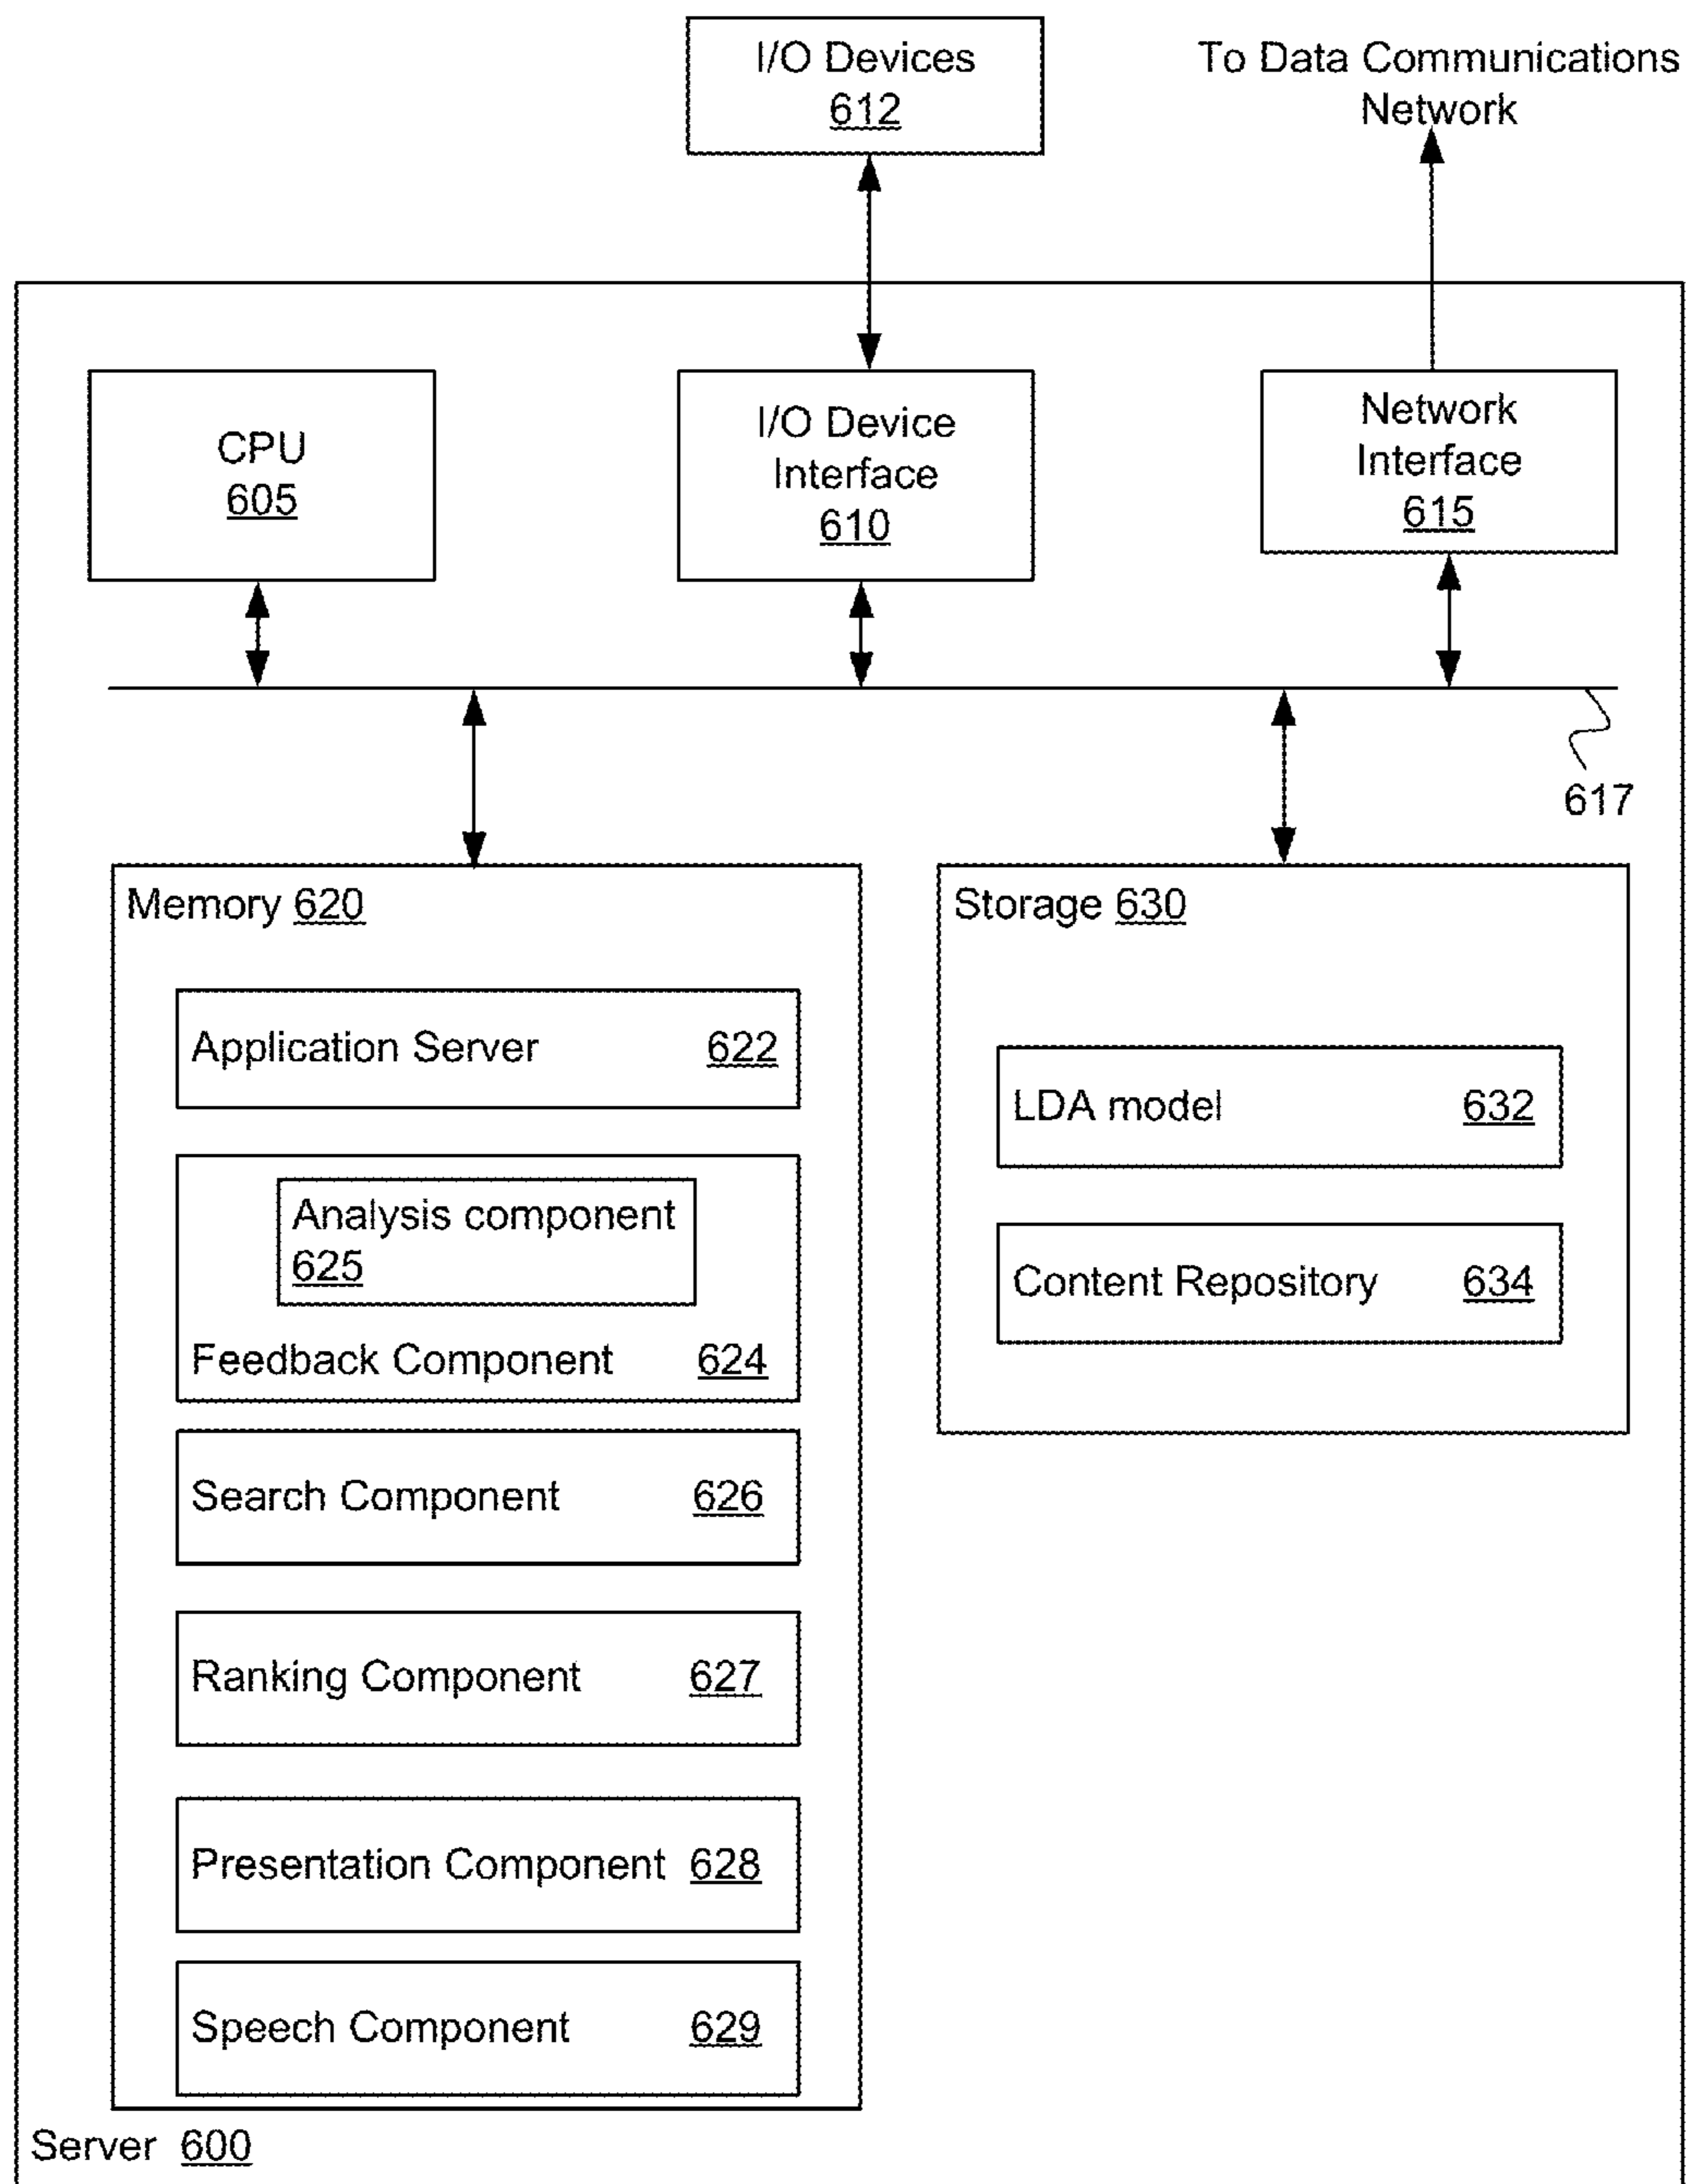 I/O Devices
612
To Data Communications
Network
CPU
605
I/O Device
Interface
610
Network
Interface
615
617
Memory 620
Application Server 622
Analysis component
625
Feedback Component 624
Search Component 626
Ranking Component 627
Presentation Component 628
Speech Component 629
Storage 630
LDA model 632
Content Repository 634
Server 600